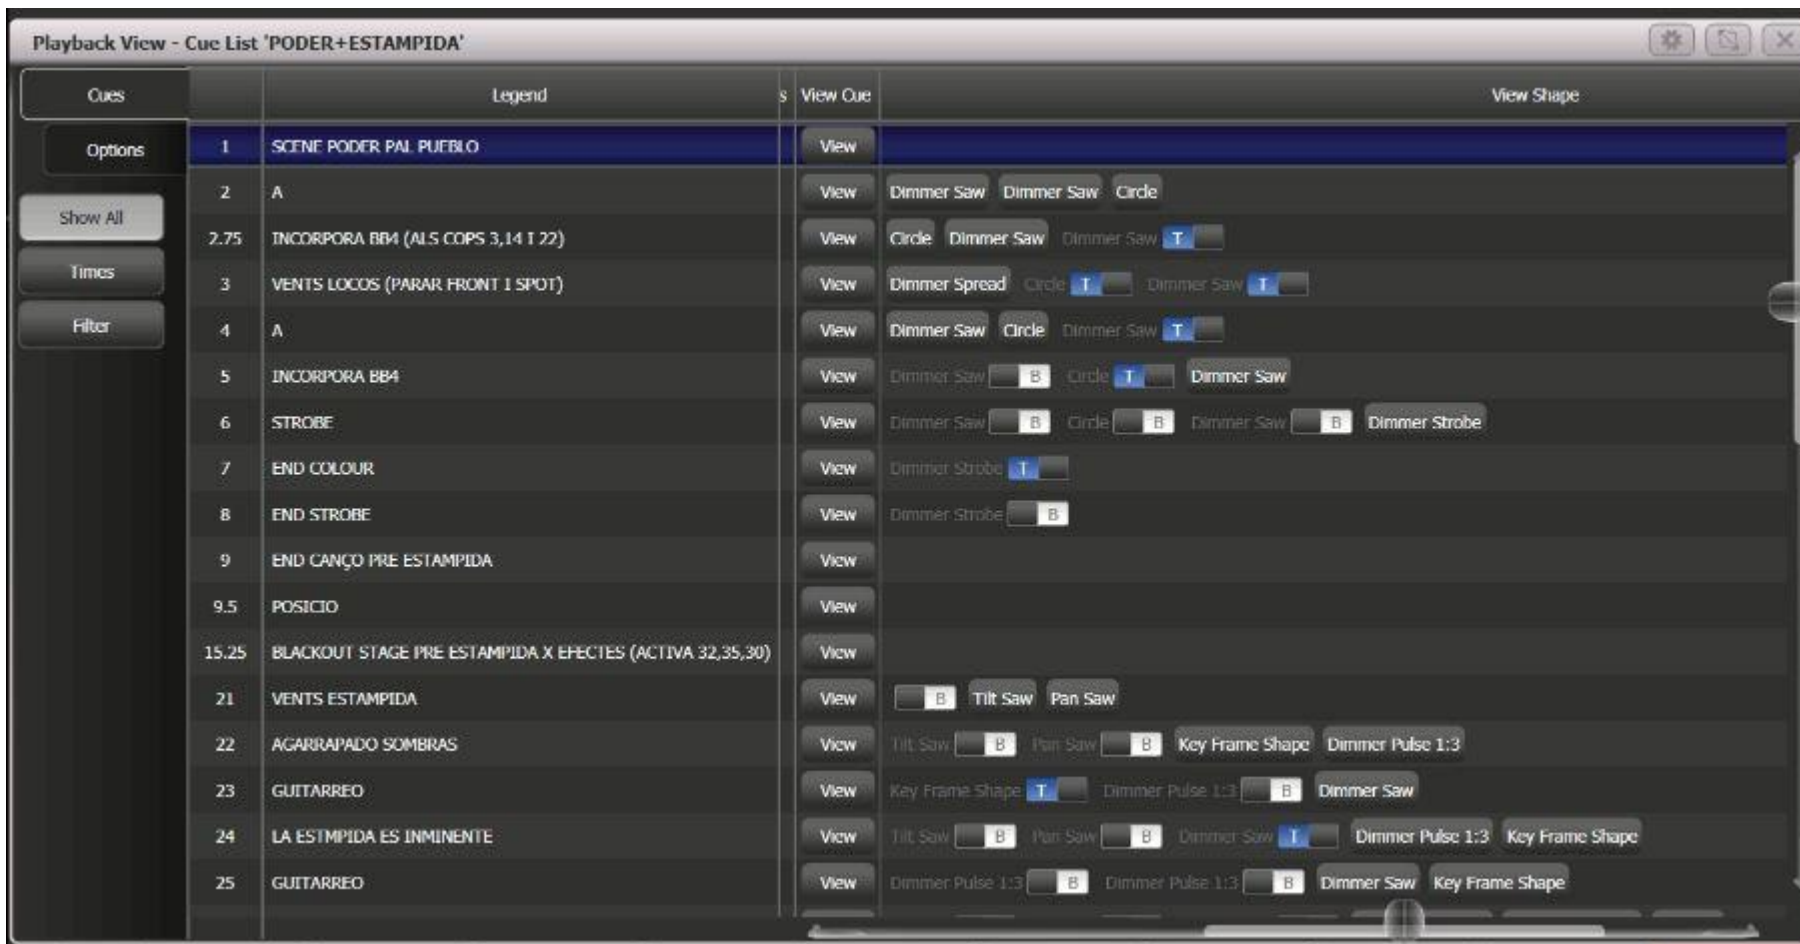 Playback View - Cue List 'PODER+ESTAMPIDA'
Cues Legend s View Cue View Shape
Options 1 SCENE PODER PAL PUEBLO View
2 A View Dimmer Saw Dimmer Saw Circle
Show All
2.75 INCORPORA BB4 (ALS COPS 3,14 I 22) View Circle Dimmer Saw Dimmer Saw T
Times 3 VENTS LOCOS (PARAR FRONT I SPOT) View Dimmer Spread Circle T Dimmer Saw T
Filter 4 A View Dimmer Saw Circle Dimmer Saw T
5 INCORPORA BB4 View Dimmer Saw B Circle T Dimmer Saw
6 STROBE View Dimmer Saw B Circle B Dimmer Saw B Dimmer Strobe
7 END COLOUR View Dimmer Strobe T
8 END STROBE View Dimmer Strobe B
9 END CANÇO PRE ESTAMPIDA View
9.5 POSICIO View
15.25 BLACKOUT STAGE PRE ESTAMPIDA X EFECTES (ACTIVA 32,35,30) View
21 VENTS ESTAMPIDA View B Tilt Saw Pan Saw
22 AGARRAPADO SOMBRAS View Tilt Saw B Pan Saw B Key Frame Shape Dimmer Pulse 1:3
23 GUITARREO View Key Frame Shape T Dimmer Pulse 1:3 B Dimmer Saw
24 LA ESTMPIDA ES INMINENTE View Tilt Saw B Pan Saw B Dimmer Saw T Dimmer Pulse 1:3 Key Frame Shape
25 GUITARREO View Dimmer Pulse 1:3 B Dimmer Pulse 1:3 B Dimmer Saw Key Frame Shape